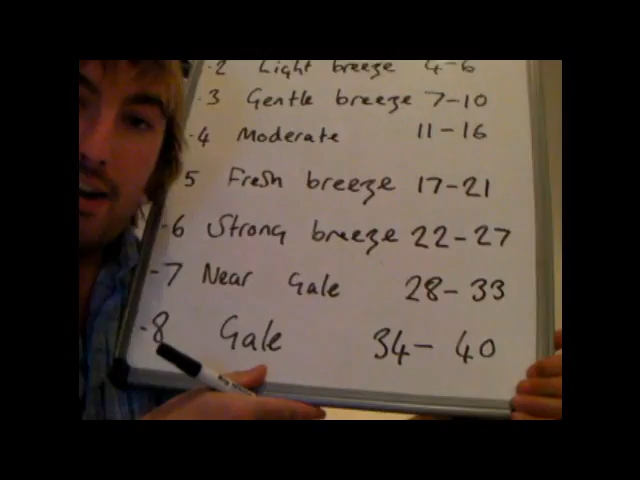 -2 Light breeze 4-6
-3 Gentle breeze 7-10
-4 Moderate 11-16
5 Fresh breeze 17-21
-6 Strong breeze 22-27
-7 Near Gale 28-33
-8 Gale 34-40